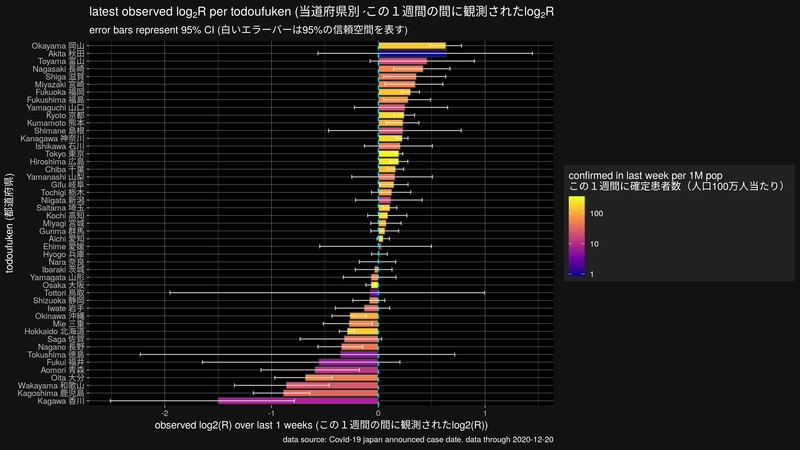 latest observed log2R per todoufuken (当道府県別 この１週間の間に観測されたlog2R
error bars represent 95% CI (白いエラーバーは95%の信頼空間を表す)
todoufuken (都道府県)
Okayama 岡山
Akita 秋田
Toyama 富山
Nagasaki 長崎
Shiga 滋賀
Miyazaki 宮崎
Fukuoka 福岡
Fukushima 福島
Yamaguchi 山口
Kyoto 京都
Kumamoto 熊本
Shimane 島根
Kanagawa 神奈川
Ishikawa 石川
Tokyo 東京
Hiroshima 広島
Chiba 千葉
Yamanashi 山梨
Gifu 岐阜
Tochigi 栃木
Niigata 新潟
Saitama 埼玉
Kochi 高知
Miyagi 宮城
Gunma 群馬
Aichi 愛知
Ehime 愛媛
Hyogo 兵庫
Nara 奈良
Ibaraki 茨城
Yamagata 山形
Osaka 大阪
Tottori 鳥取
Shizuoka 静岡
Iwate 岩手
Okinawa 沖縄
Mie 三重
Hokkaido 北海道
Saga 佐賀
Nagano 長野
Tokushima 徳島
Fukui 福井
Aomori 青森
Oita 大分
Wakayama 和歌山
Kagoshima 鹿児島
Kagawa 香川
-2 -1 0 1
observed log2(R) over last 1 weeks (この１週間の間に観測されたlog2(R))
data source: Covid-19 japan announced case date. data through 2020-12-20
confirmed in last week per 1M pop
この１週間に確定患者数（人口100万人当たり）
100
10
1